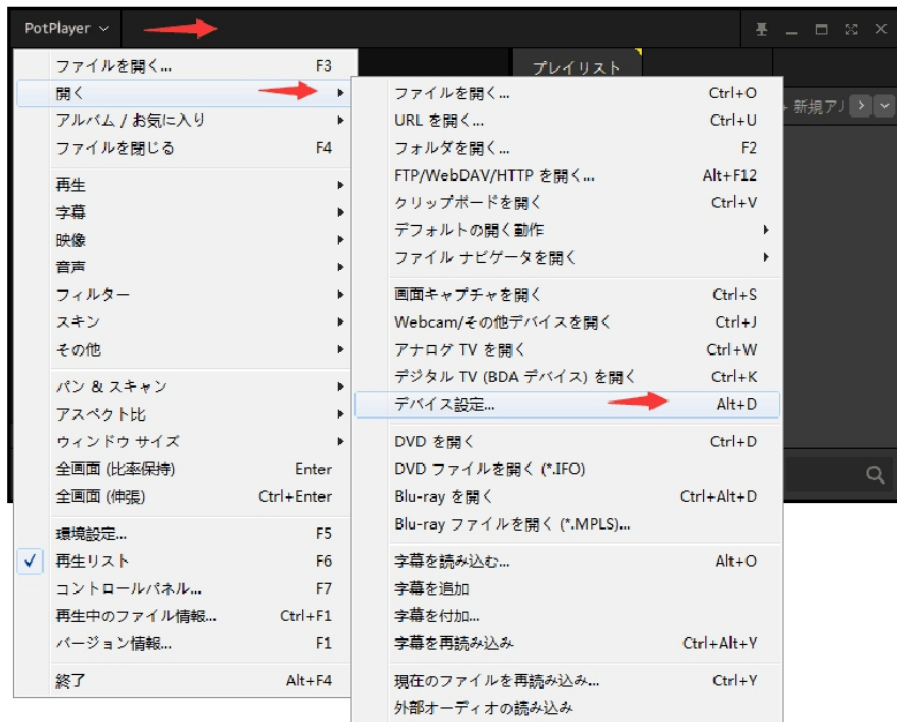 PotPlayer
プレイリスト
新規アル
ファイルを開く... F3
開く
アルバム / お気に入り
ファイルを閉じる F4
再生
字幕
映像
音声
フィルター
スキン
その他
パン & スキャン
アスペクト比
ウィンドウ サイズ
全画面 (比率保持) Enter
全画面 (伸張) Ctrl+Enter
環境設定... F5
再生リスト F6
コントロールパネル... F7
再生中のファイル情報... Ctrl+F1
バージョン情報... F1
終了 Alt+F4
ファイルを開く... Ctrl+O
URL を開く... Ctrl+U
フォルダを開く... F2
FTP/WebDAV/HTTP を開く... Alt+F12
クリップボードを開く Ctrl+V
デフォルトの開く動作
ファイル ナビゲータを開く
画面キャプチャを開く Ctrl+S
Webcam/その他デバイスを開く Ctrl+J
アナログ TV を開く Ctrl+W
デジタル TV (BDA デバイス) を開く Ctrl+K
デバイス設定... Alt+D
DVD を開く Ctrl+D
DVD ファイルを開く (*.IFO)
Blu-ray を開く Ctrl+Alt+D
Blu-ray ファイルを開く (*.MPLS)...
字幕を読み込む... Alt+O
字幕を追加
字幕を付加...
字幕を再読み込み Ctrl+Alt+Y
現在のファイルを再読み込み... Ctrl+Y
外部オーディオの読み込み